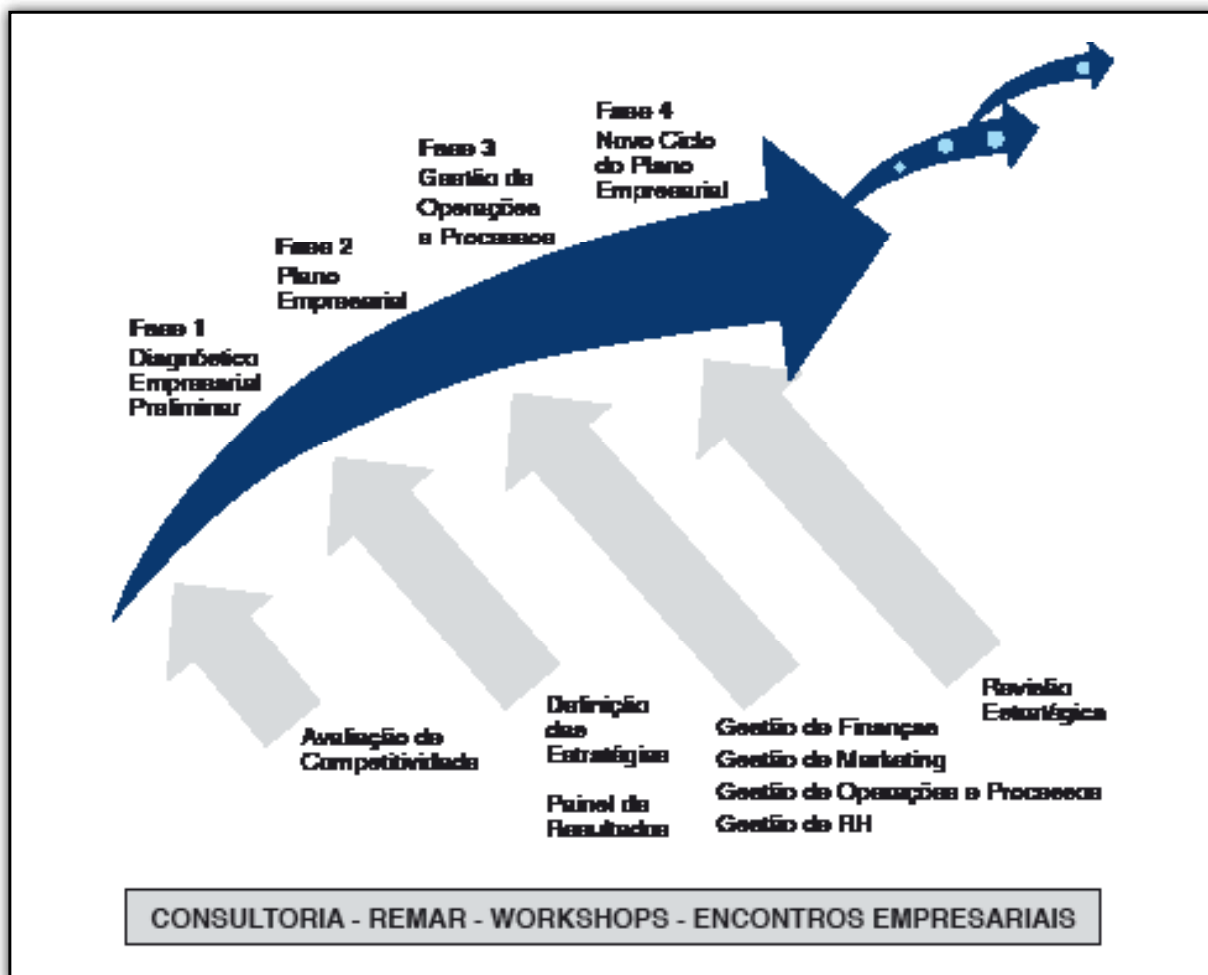 Fase 1
Diagnóstico
Empresarial
Preliminar
Fase 2
Plano
Empresarial
Fase 3
Gestão de
Operações
e Processos
Fase 4
Novo Ciclo
do Plano
Empresarial
Avaliação de
Competitividade
Definição
das
Estratégias
Painel de
Resultados
Gestão de Finanças
Gestão de Marketing
Gestão de Operações e Processos
Gestão de RH
Revisão
Estratégica
CONSULTORIA - REMAR - WORKSHOPS - ENCONTROS EMPRESARIAIS